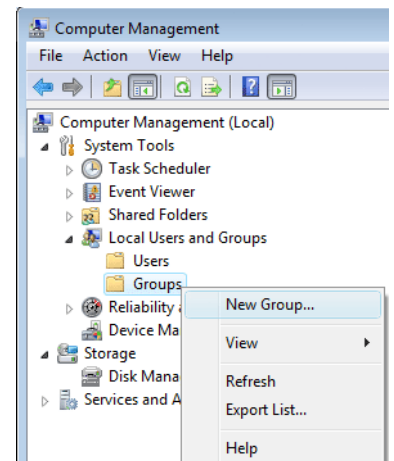 Computer Management
File Action View Help
Computer Management (Local)
System Tools
Task Scheduler
Event Viewer
Shared Folders
Local Users and Groups
Users
Groups
New Group...
Reliability
Device Ma
View
Storage
Disk Mana
Refresh
Services and A
Export List...
Help